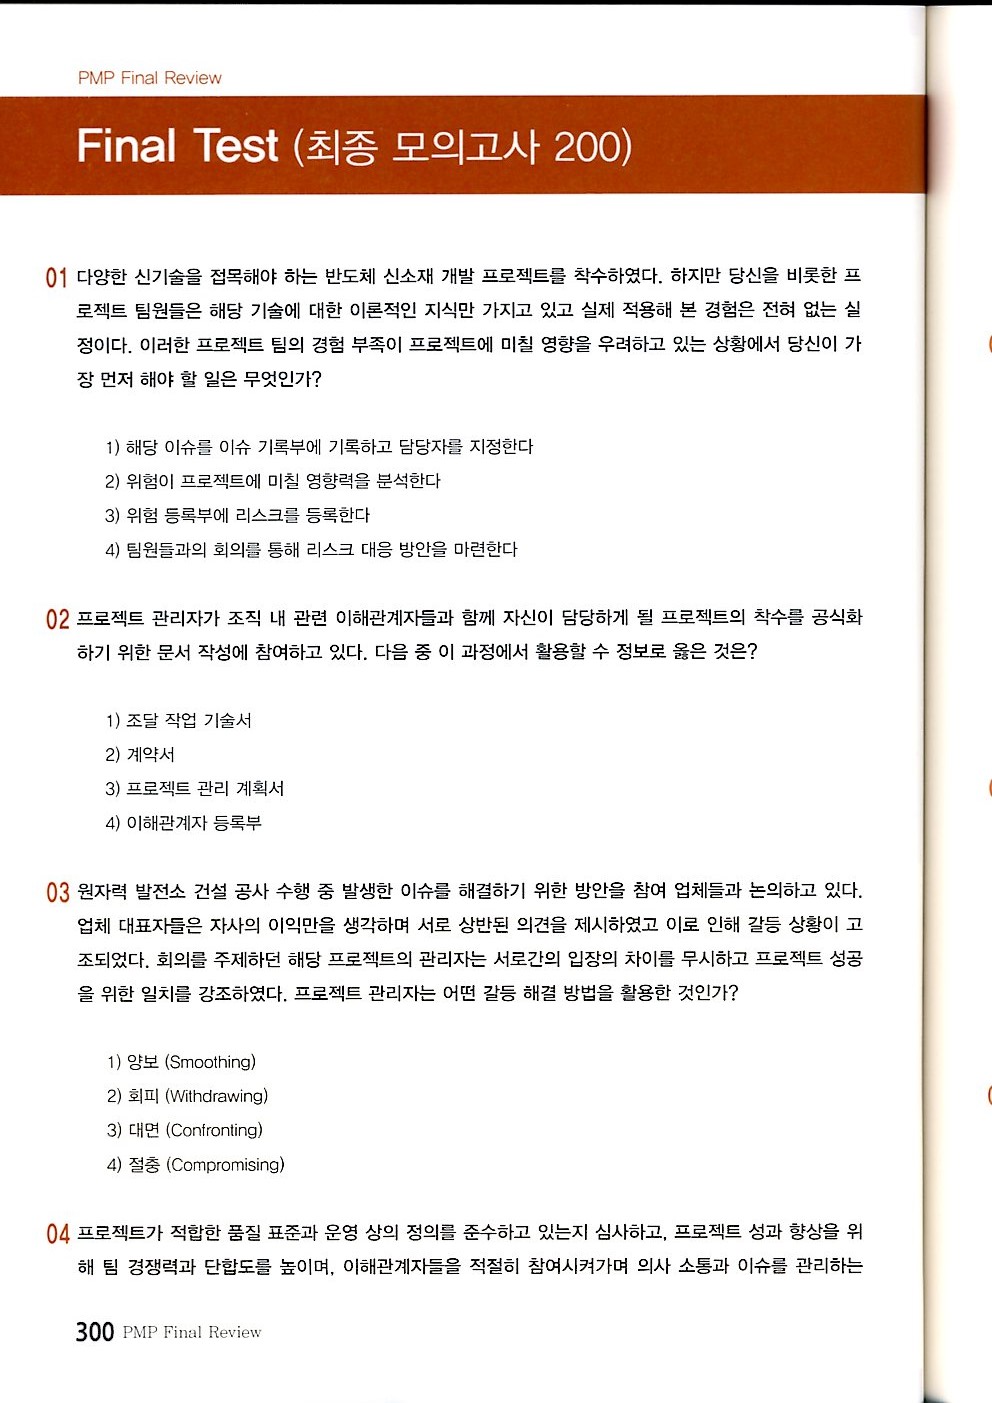 PMP Final Review
Final Test (최종 모의고사 200)
01 다양한 신기술을 접목해야 하는 반도체 신소재 개발 프로젝트를 착수하였다. 하지만 당신을 비롯한 프
로젝트 팀원들은 해당 기술에 대한 이론적인 지식만 가지고 있고 실제 적용해 본 경험은 전혀 없는 실
정이다. 이러한 프로젝트 팀의 경험 부족이 프로젝트에 미칠 영향을 우려하고 있는 상황에서 당신이 가
장 먼저 해야 할 일은 무엇인가?
1) 해당 이슈를 이슈 기록부에 기록하고 담당자를 지정한다
2) 위험이 프로젝트에 미칠 영향력을 분석한다
3) 위험 등록부에 리스크를 등록한다
4) 팀원들과의 회의를 통해 리스크 대응 방안을 마련한다
02 프로젝트 관리자가 조직 내 관련 이해관계자들과 함께 자신이 담당하게 될 프로젝트의 착수를 공식화
하기 위한 문서 작성에 참여하고 있다. 다음 중 이 과정에서 활용할 수 정보로 옳은 것은?
1) 조달 작업 기술서
2) 계약서
3) 프로젝트 관리 계획서
4) 이해관계자 등록부
03 원자력 발전소 건설 공사 수행 중 발생한 이슈를 해결하기 위한 방안을 참여 업체들과 논의하고 있다.
업체 대표자들은 자사의 이익만을 생각하며 서로 상반된 의견을 제시하였고 이로 인해 갈등 상황이 고
조되었다. 회의를 주제하던 해당 프로젝트의 관리자는 서로간의 입장의 차이를 무시하고 프로젝트 성공
을 위한 일치를 강조하였다. 프로젝트 관리자는 어떤 갈등 해결 방법을 활용한 것인가?
1) 양보 (Smoothing)
2) 회피 (Withdrawing)
3) 대면 (Confronting)
4) 절충 (Compromising)
04 프로젝트가 적합한 품질 표준과 운영 상의 정의를 준수하고 있는지 심사하고, 프로젝트 성과 향상을 위
해 팀 경쟁력과 단합도를 높이며, 이해관계자들을 적절히 참여시켜가며 의사 소통과 이슈를 관리하는
300 PMP Final Review